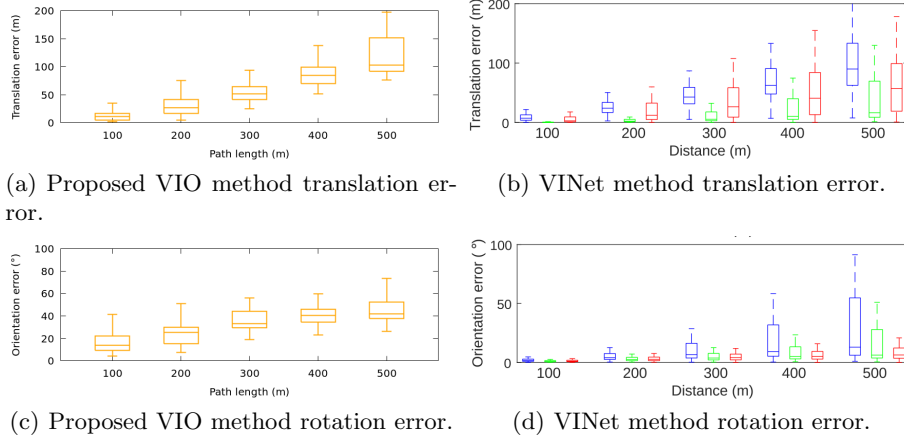 200
150
100
50
0
Translation error (m)
100 200 300 400 500
Path length (m)
200
100
0
Translation error (m)
100 200 300 400 500
Distance (m)
(a) Proposed VIO method translation er-
ror.
(b) VINet method translation error.
100
80
60
40
20
0
Orientation error (°)
100 200 300 400 500
Path length (m)
100
50
0
Orientation error (°)
100 200 300 400 500
Distance (m)
(c) Proposed VIO method rotation error.
(d) VINet method rotation error.